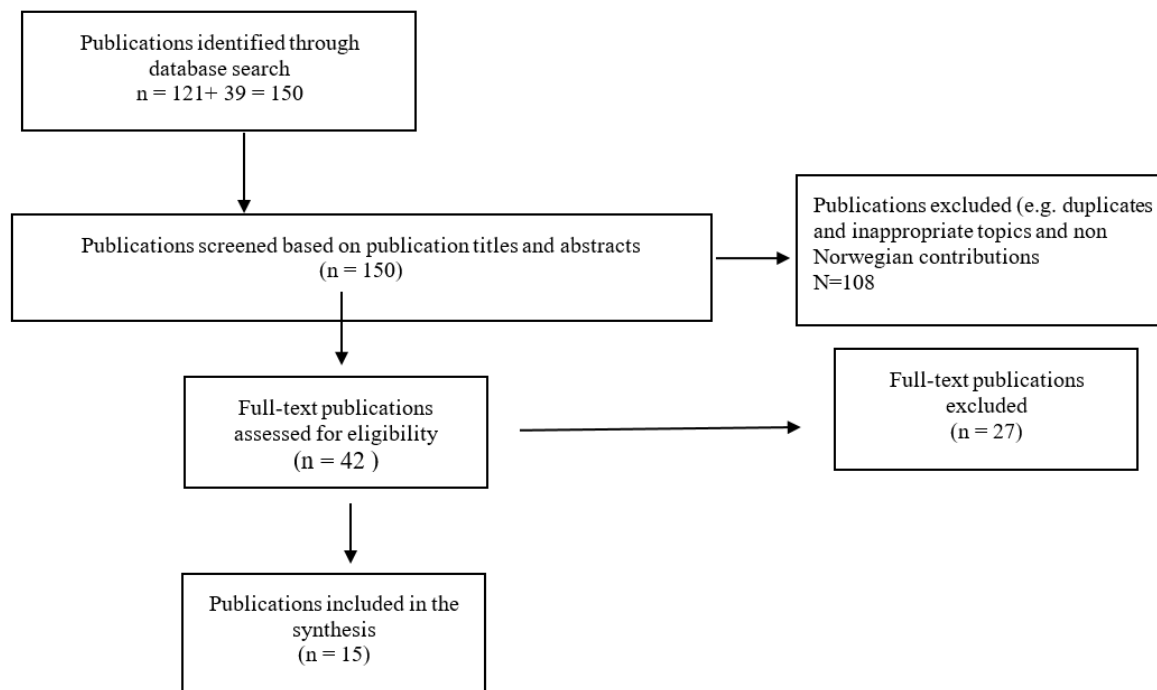 Publications identified through
database search
n = 121+ 39 = 150
Publications screened based on publication titles and abstracts
(n = 150)
Publications excluded (e.g. duplicates
and inappropriate topics and non
Norwegian contributions
N=108
Full-text publications
assessed for eligibility
(n = 42 )
Full-text publications
excluded
(n = 27)
Publications included in the
synthesis
(n = 15)